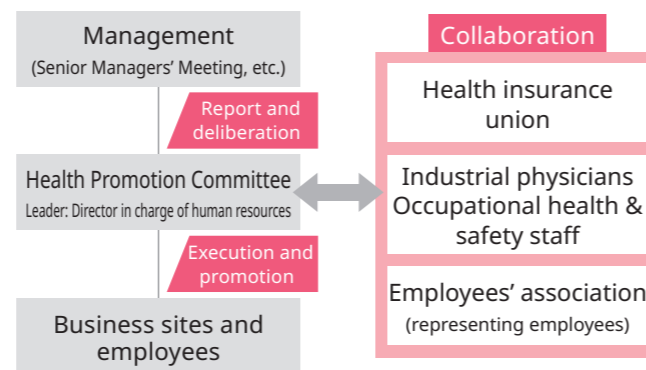 Management
(Senior Managers’ Meeting, etc.)
Report and
deliberation
Health Promotion Committee
Leader: Director in charge of human resources
Execution and
promotion
Business sites and
employees
Collaboration
Health insurance
union
Industrial physicians
Occupational health &
safety staff
Employees’ association
(representing employees)